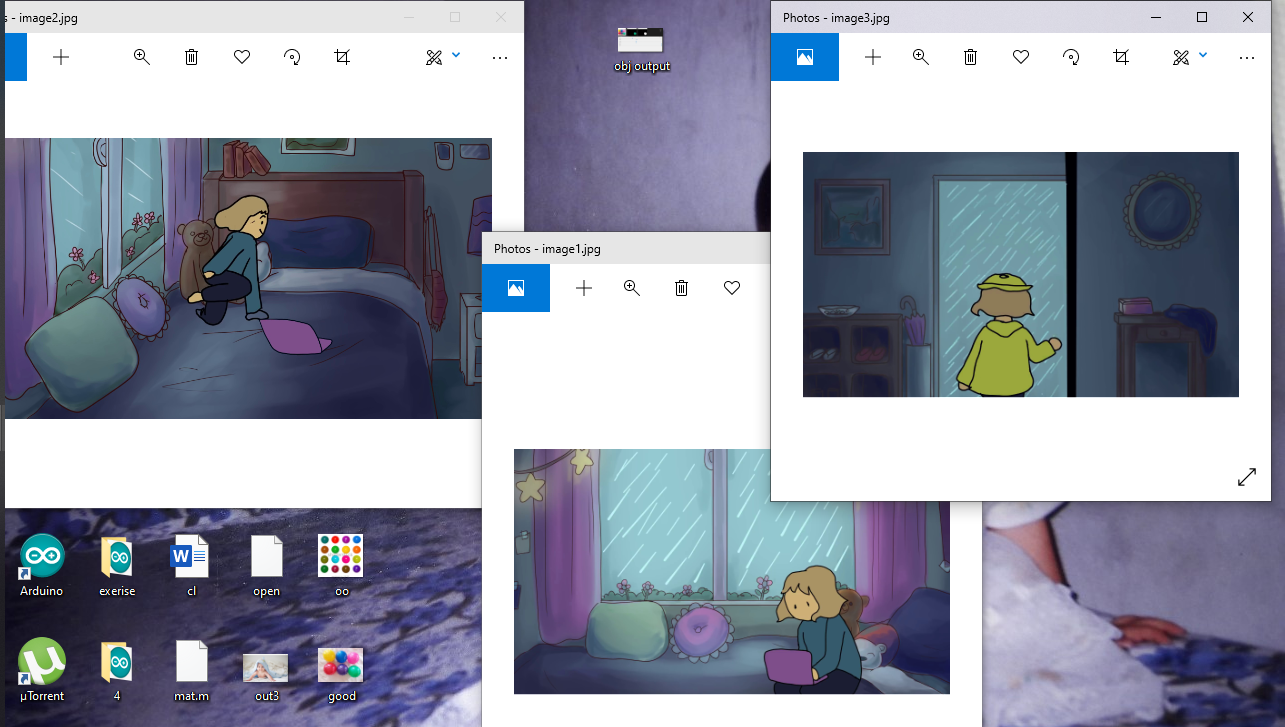 s - image2.jpg
obj output
Photos - image3.jpg
Photos - image1.jpg
Arduino
exerise
W
cl
open
oo
µTorrent
4
mat.m
out3
good